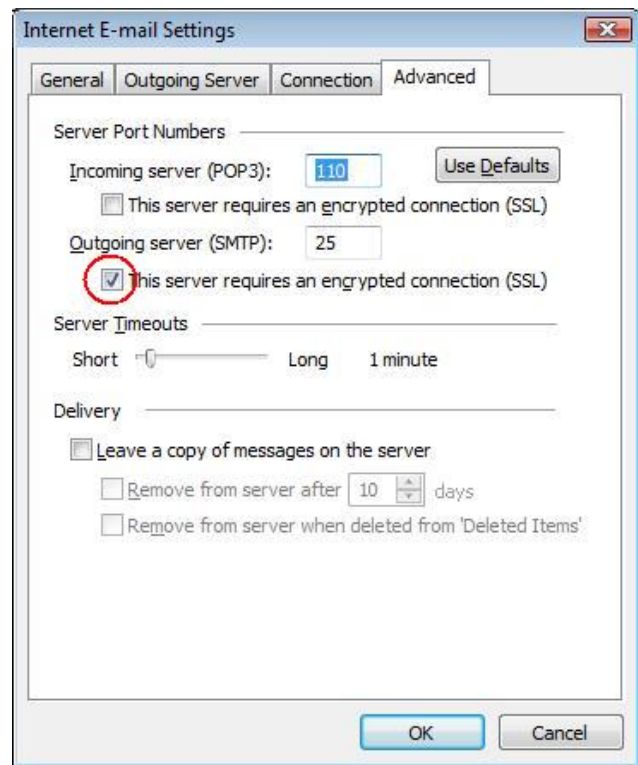 Internet E-mail Settings
General Outgoing Server Connection Advanced
Server Port Numbers
Incoming server (POP3): 110 Use Defaults
This server requires an encrypted connection (SSL)
Outgoing server (SMTP): 25
This server requires an encrypted connection (SSL)
Server Timeouts
Short Long 1 minute
Delivery
Leave a copy of messages on the server
Remove from server after 10 days
Remove from server when deleted from 'Deleted Items'
OK Cancel